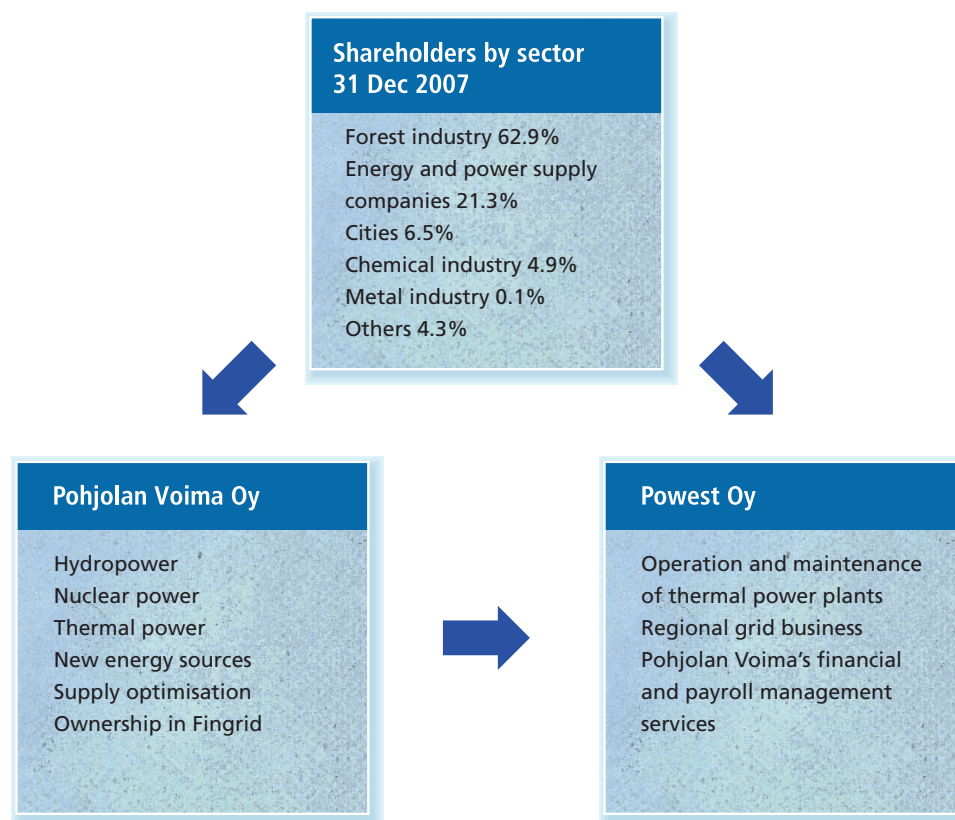 Shareholders by sector
31 Dec 2007
Forest industry 62.9%
Energy and power supply
companies 21.3%
Cities 6.5%
Chemical industry 4.9%
Metal industry 0.1%
Others 4.3%
Pohjolan Voima Oy
Hydropower
Nuclear power
Thermal power
New energy sources
Supply optimisation
Ownership in Fingrid
Powest Oy
Operation and maintenance
of thermal power plants
Regional grid business
Pohjolan Voima’s financial
and payroll management
services